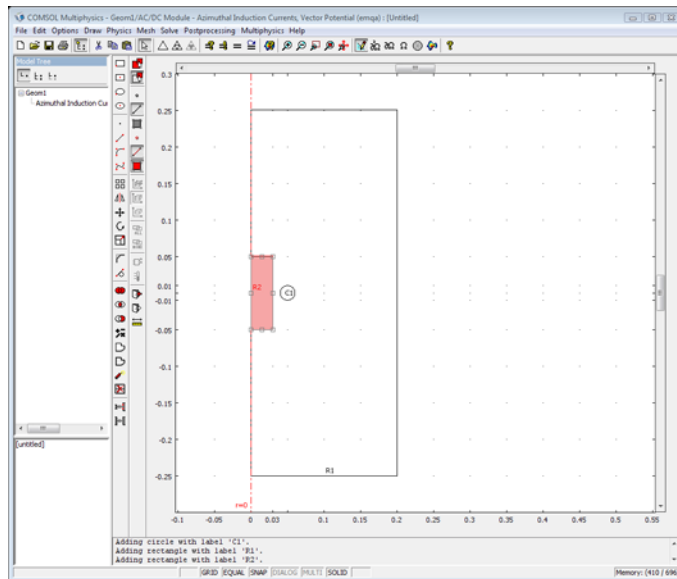 COMSOL Multiphysics - Geom1/AC/DC Module - Azimuthal Induction Currents, Vector Potential (emqa) : [Untitled]
File Edit Options Draw Physics Mesh Solve Postprocessing Multiphysics Help
Model Tree
Geom1
Azimuthal Induction Cu
[untitled]
0.3
0.25
0.2
0.15
0.1
0.05
0.01
-0.01
-0.05
-0.1
-0.15
-0.2
-0.25
R2
C1
R1
r=0
-0.1 -0.05 0 0.03 0.1 0.15 0.2 0.25 0.3 0.35 0.4 0.45 0.5 0.55
Adding circle with label 'C1'.
Adding rectangle with label 'R1'.
Adding rectangle with label 'R2'.
GRID EQUAL SNAP DIALOG MULTI SOLID
Memory: (410 / 696